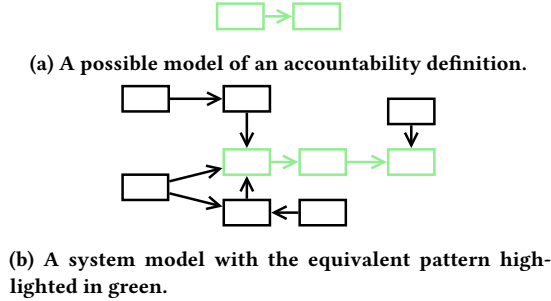 (a) A possible model of an accountability definition.
(b) A system model with the equivalent pattern high-
lighted in green.